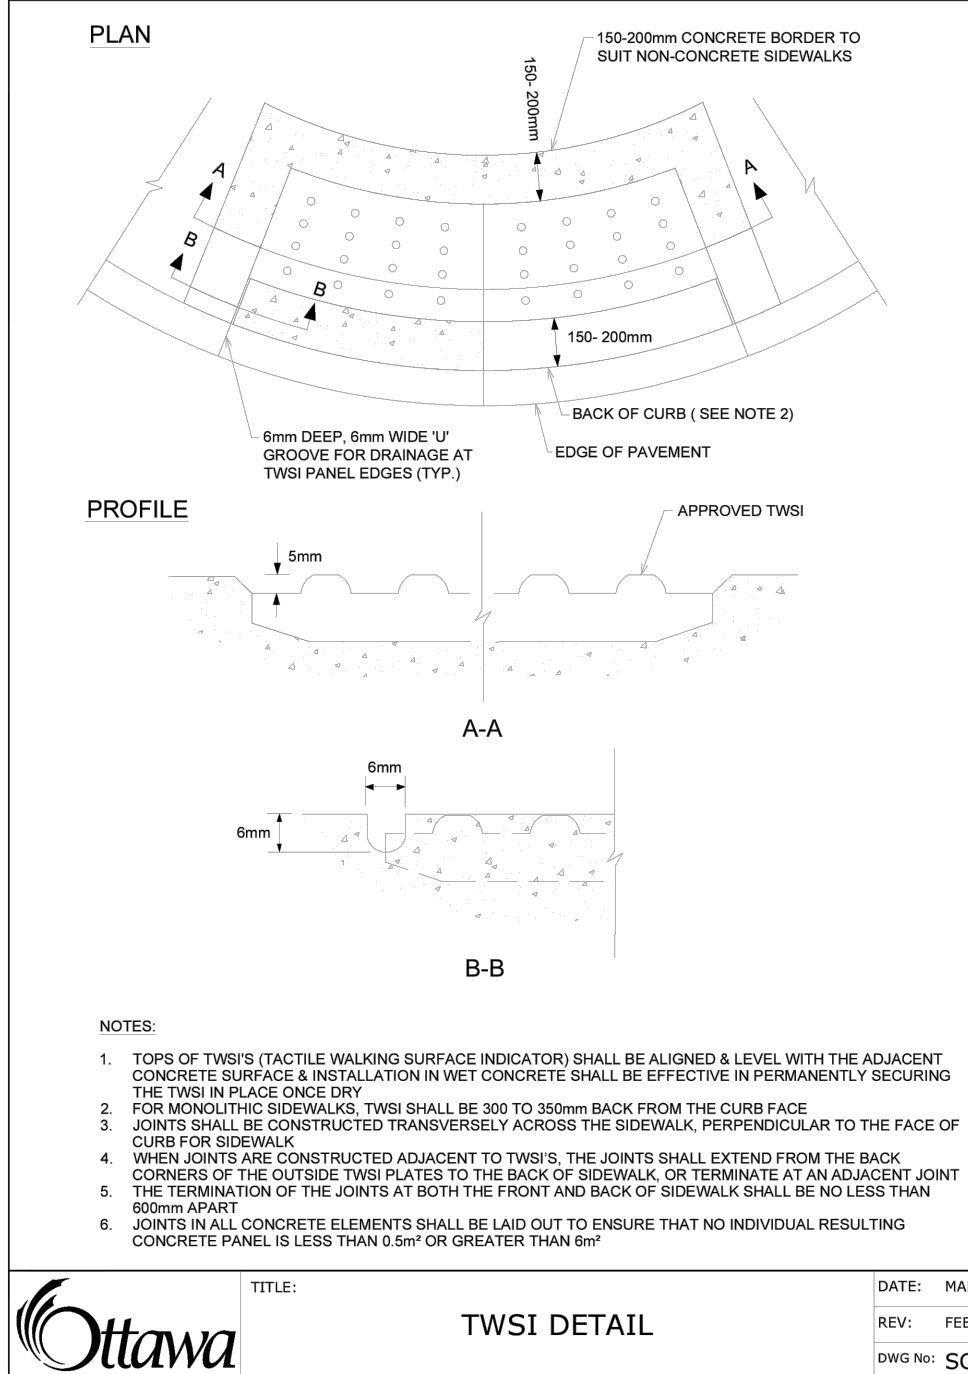 PLAN
150-200mm CONCRETE BORDER TO
SUIT NON-CONCRETE SIDEWALKS
150- 200mm
A
A
B
B
150- 200mm
BACK OF CURB ( SEE NOTE 2)
EDGE OF PAVEMENT
6mm DEEP, 6mm WIDE 'U'
GROOVE FOR DRAINAGE AT
TWSI PANEL EDGES (TYP.)
PROFILE
APPROVED TWSI
5mm
A-A
6mm
6mm
B-B
NOTES:
1. TOPS OF TWSI'S (TACTILE WALKING SURFACE INDICATOR) SHALL BE ALIGNED & LEVEL WITH THE ADJACENT
CONCRETE SURFACE & INSTALLATION IN WET CONCRETE SHALL BE EFFECTIVE IN PERMANENTLY SECURING
THE TWSI IN PLACE ONCE DRY
2. FOR MONOLITHIC SIDEWALKS, TWSI SHALL BE 300 TO 350mm BACK FROM THE CURB FACE
3. JOINTS SHALL BE CONSTRUCTED TRANSVERSELY ACROSS THE SIDEWALK, PERPENDICULAR TO THE FACE OF
CURB FOR SIDEWALK
4. WHEN JOINTS ARE CONSTRUCTED ADJACENT TO TWSI'S, THE JOINTS SHALL EXTEND FROM THE BACK
CORNERS OF THE OUTSIDE TWSI PLATES TO THE BACK OF SIDEWALK, OR TERMINATE AT AN ADJACENT JOINT
5. THE TERMINATION OF THE JOINTS AT BOTH THE FRONT AND BACK OF SIDEWALK SHALL BE NO LESS THAN
600mm APART
6. JOINTS IN ALL CONCRETE ELEMENTS SHALL BE LAID OUT TO ENSURE THAT NO INDIVIDUAL RESULTING
CONCRETE PANEL IS LESS THAN 0.5m² OR GREATER THAN 6m²
Ottawa
TITLE:
TWSI DETAIL
DATE:
REV:
DWG No: